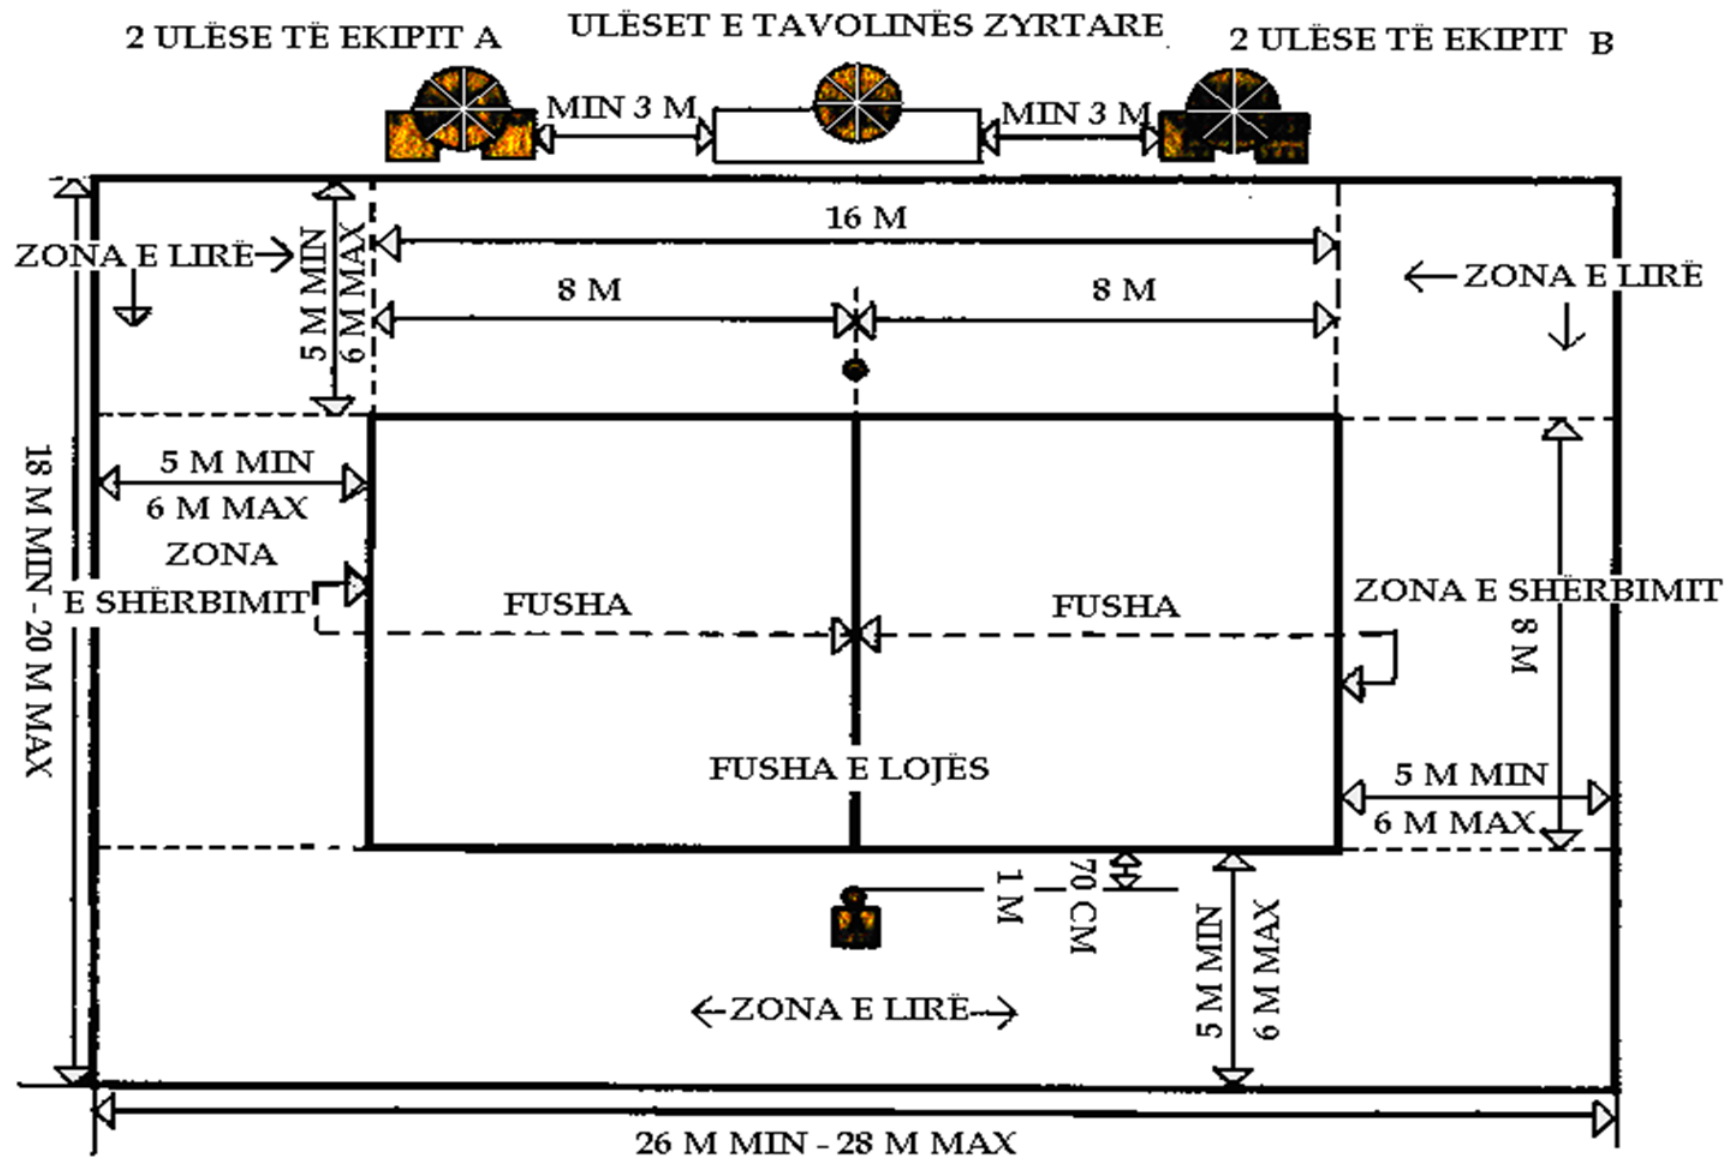 2 ULËSE TË EKIPIT A
ULËSET E TAVOLINËS ZYRTARE
2 ULËSE TË EKIPIT B
MIN 3 M
MIN 3 M
16 M
ZONA E LIRË
5 M MIN
6 M MAX
8 M
8 M
ZONA E LIRË
18 M MIN - 20 M MAX
5 M MIN
6 M MAX
ZONA
E SHËRBIMIT
FUSHA
FUSHA
ZONA E SHËRBIMIT
8 M
FUSHA E LOJËS
5 M MIN
6 M MAX
1 M
70 CM
5 M MIN
6 M MAX
ZONA E LIRË
26 M MIN - 28 M MAX